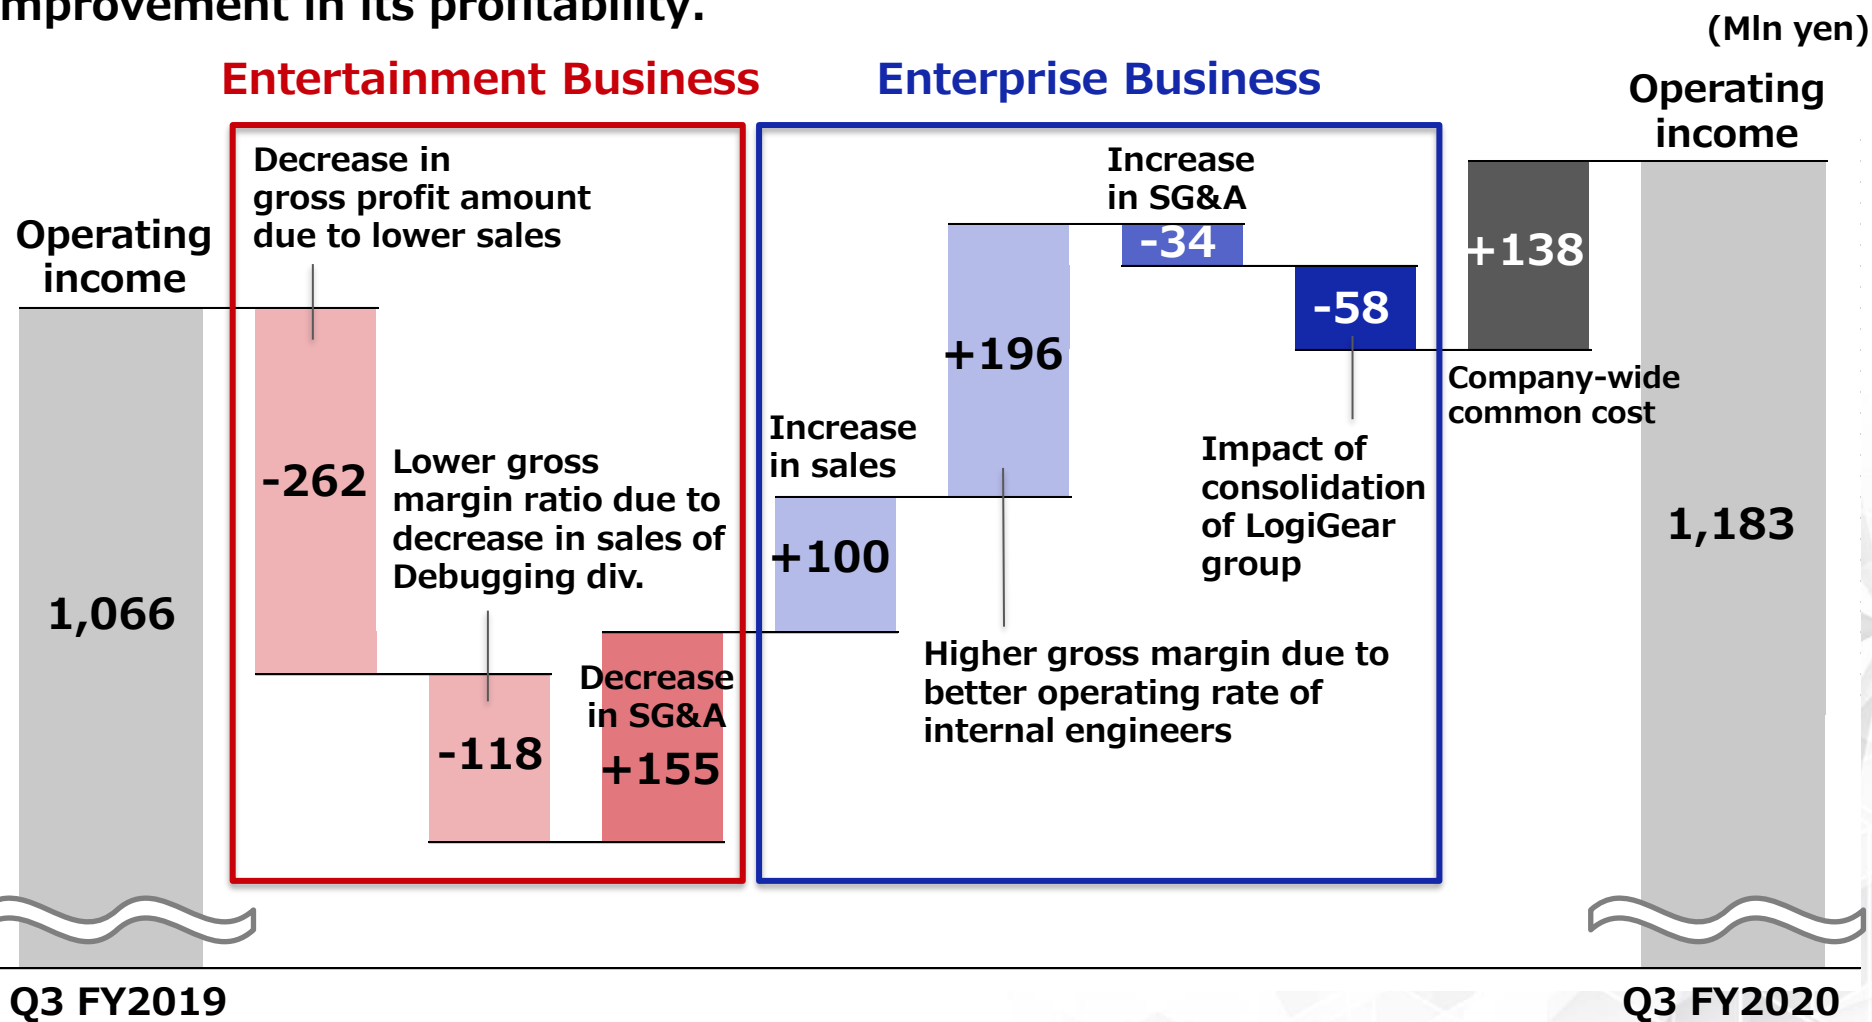 mprovement in its profitability.
(Mln yen)
Entertainment Business
Enterprise Business
Operating
income
Decrease in
gross profit amount
due to lower sales
Increase
in SG&A
Operating
income
-34
+138
-58
+196
Company-wide
common cost
Increase
in sales
Impact of
consolidation
of LogiGear
group
-262
Lower gross
margin ratio due to
decrease in sales of
Debugging div.
1,183
+100
1,066
Higher gross margin due to
better operating rate of
internal engineers
Decrease
in SG&A
-118
+155
Q3 FY2019
Q3 FY2020